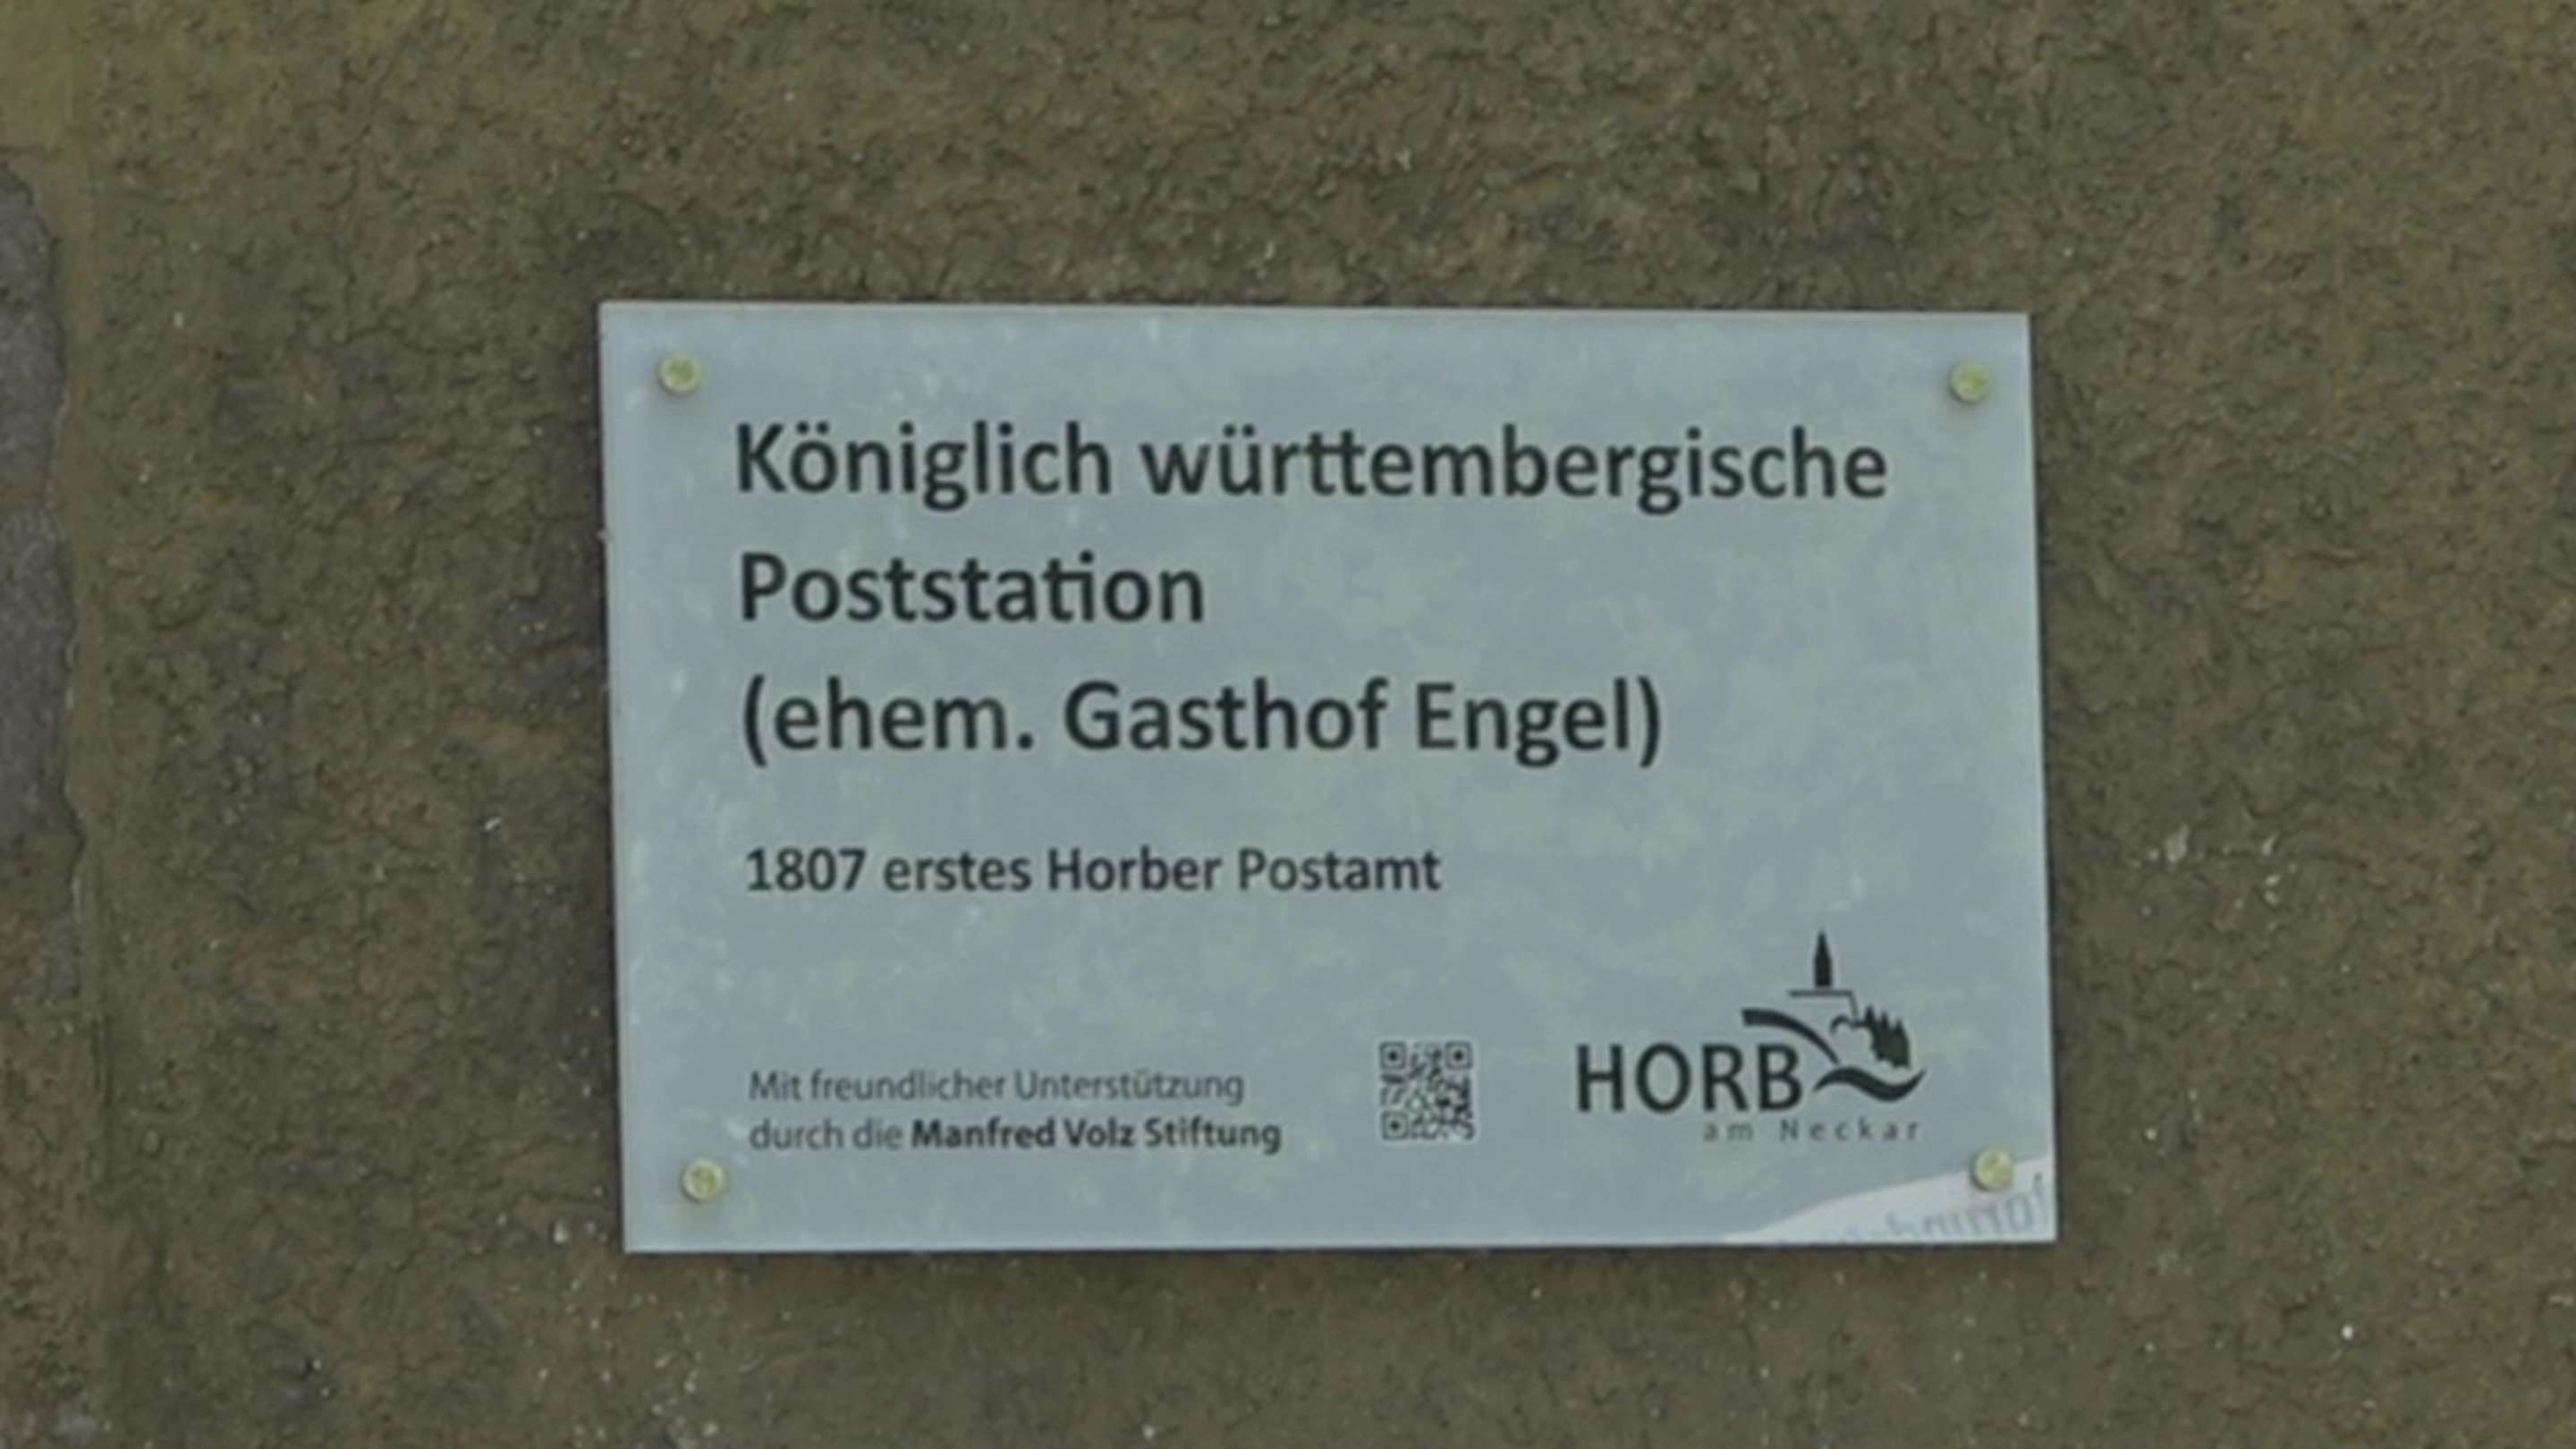 Königlich württembergische
Poststation
(ehem. Gasthof Engel)
1807 erstes Horber Postamt
Mit freundlicher Unterstützung
durch die Manfred Volz Stiftung
HORB
am Neckar